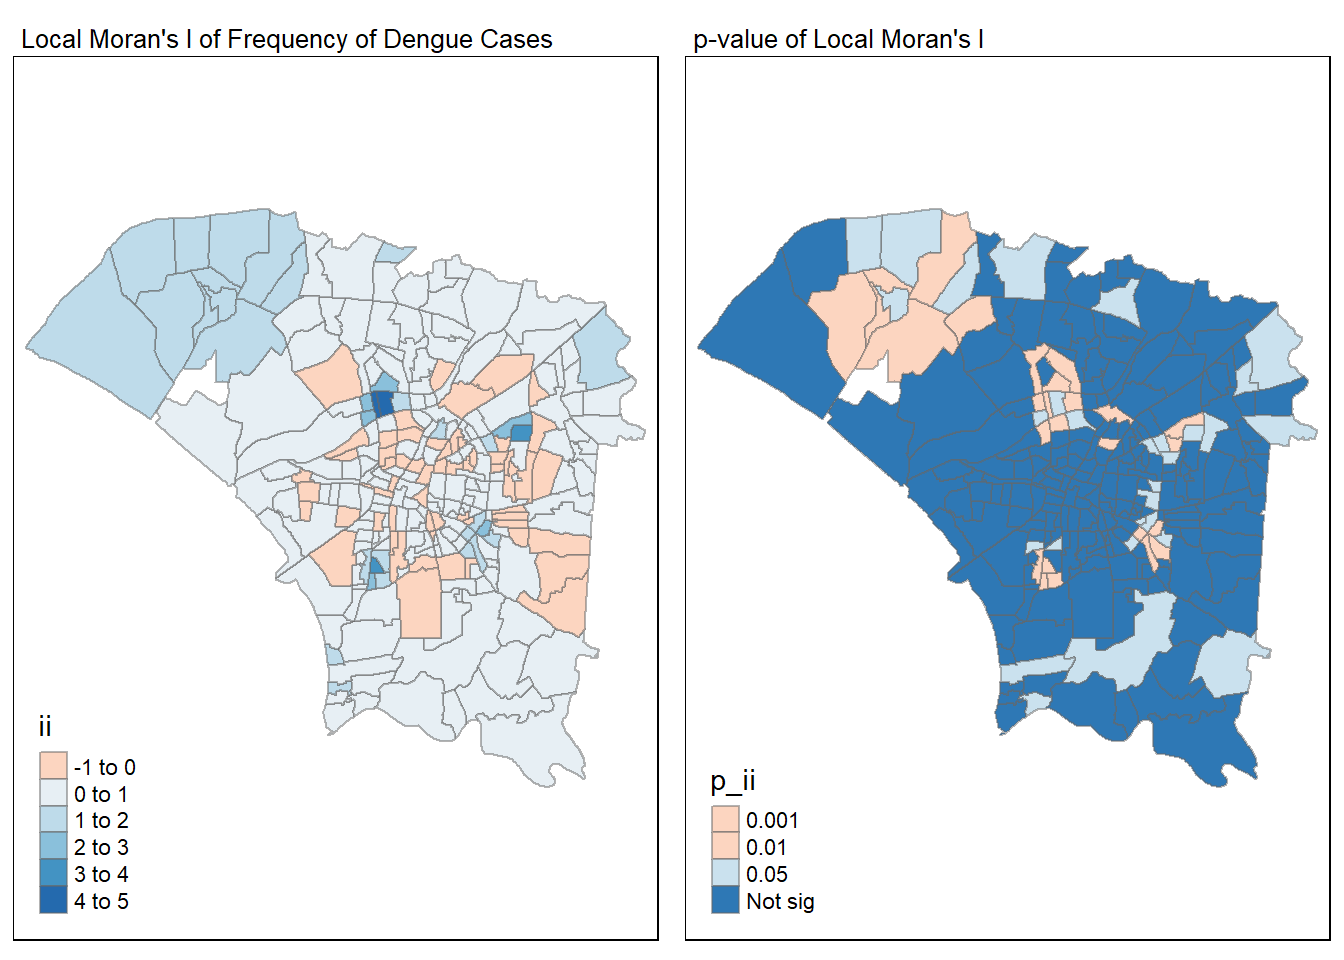 Local Moran's I of Frequency of Dengue Cases
ii
-1 to 0
0 to 1
1 to 2
2 to 3
3 to 4
4 to 5
p-value of Local Moran's I
p_ii
0.001
0.01
0.05
Not sig